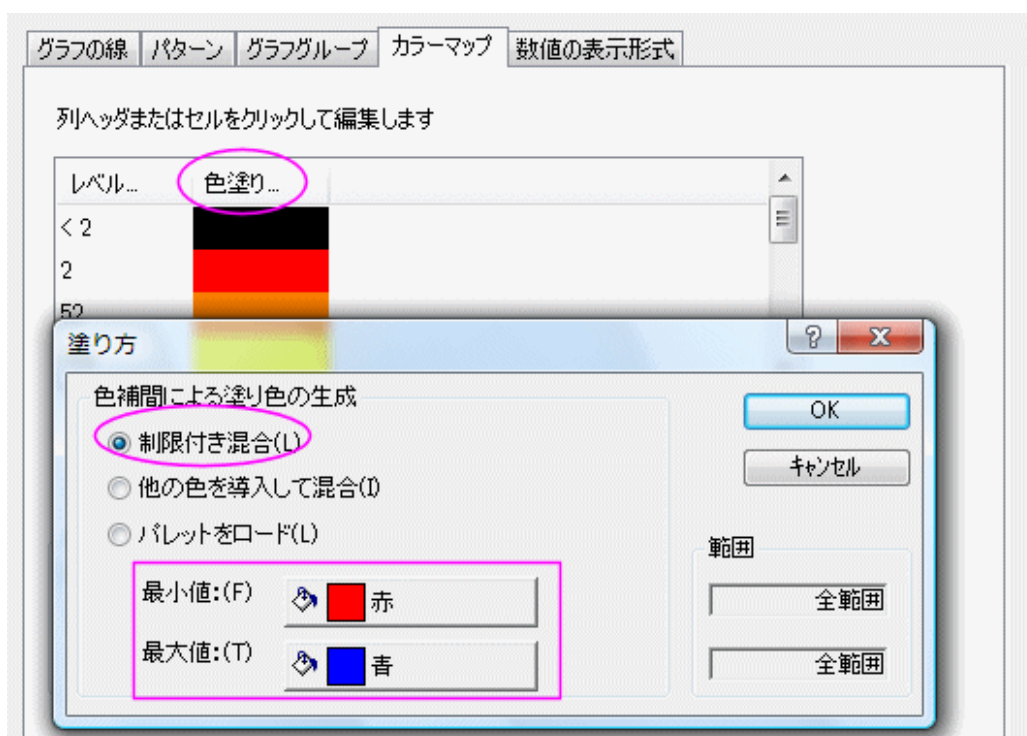 グラフの線 パターン グラフグループ カラーマップ 数値の表示形式
列ヘッダまたはセルをクリックして編集します
レベル... 色塗り...
< 2
2
52
塗り方
色補間による塗り色の生成
OK
制限付き混合(L)
キャンセル
他の色を導入して混合(I)
パレットをロード(L)
範囲
最小値:(F) 赤 全範囲
最大値:(T) 青 全範囲